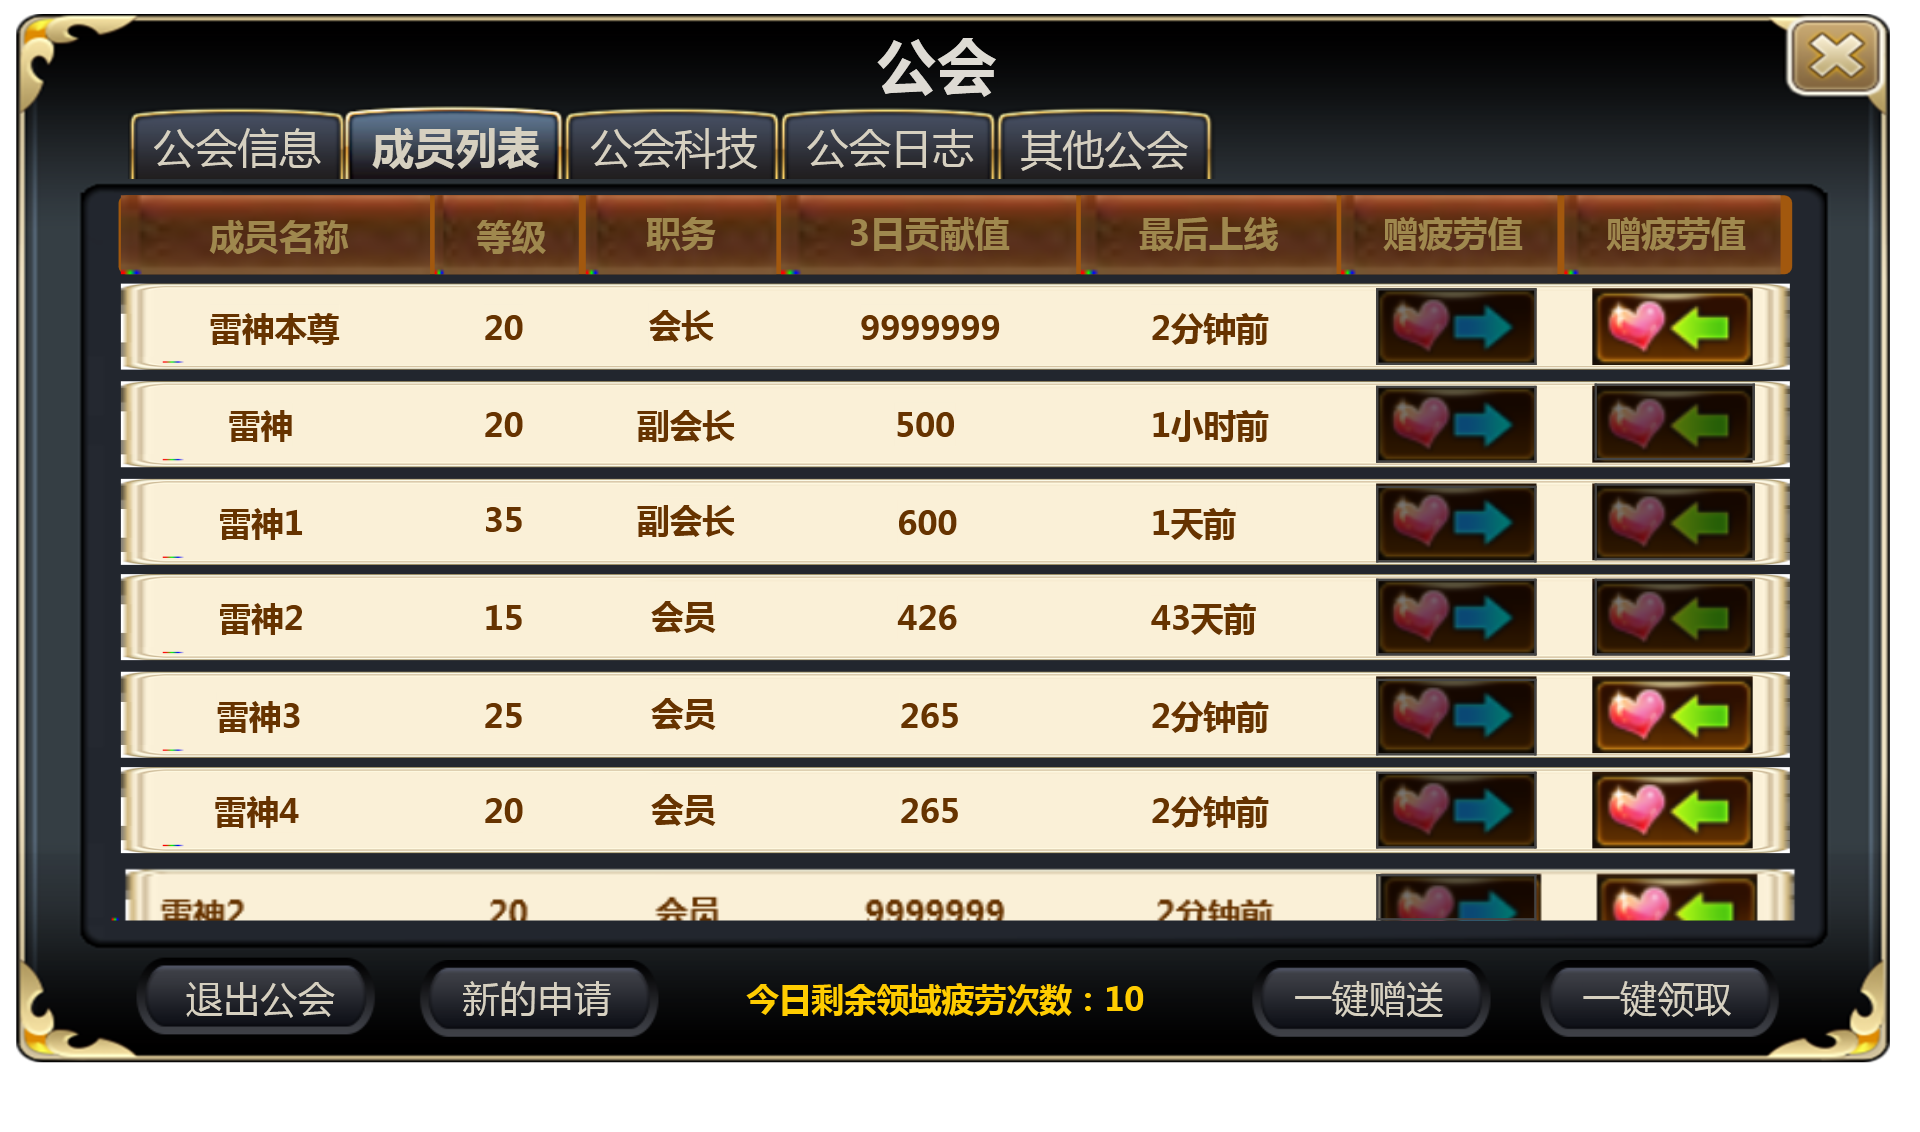 公会
公会信息 成员列表 公会科技 公会日志 其他公会
成员名称 等级 职务 3日贡献值 最后上线 赠疲劳值 赠疲劳值
雷神本尊 20 会长 9999999 2分钟前
雷神 20 副会长 500 1小时前
雷神1 35 副会长 600 1天前
雷神2 15 会员 426 43天前
雷神3 25 会员 265 2分钟前
雷神4 20 会员 265 2分钟前
雷神2 20 会员 9999999 2分钟前
退出公会 新的申请 今日剩余领域疲劳次数：10 一键赠送 一键领取